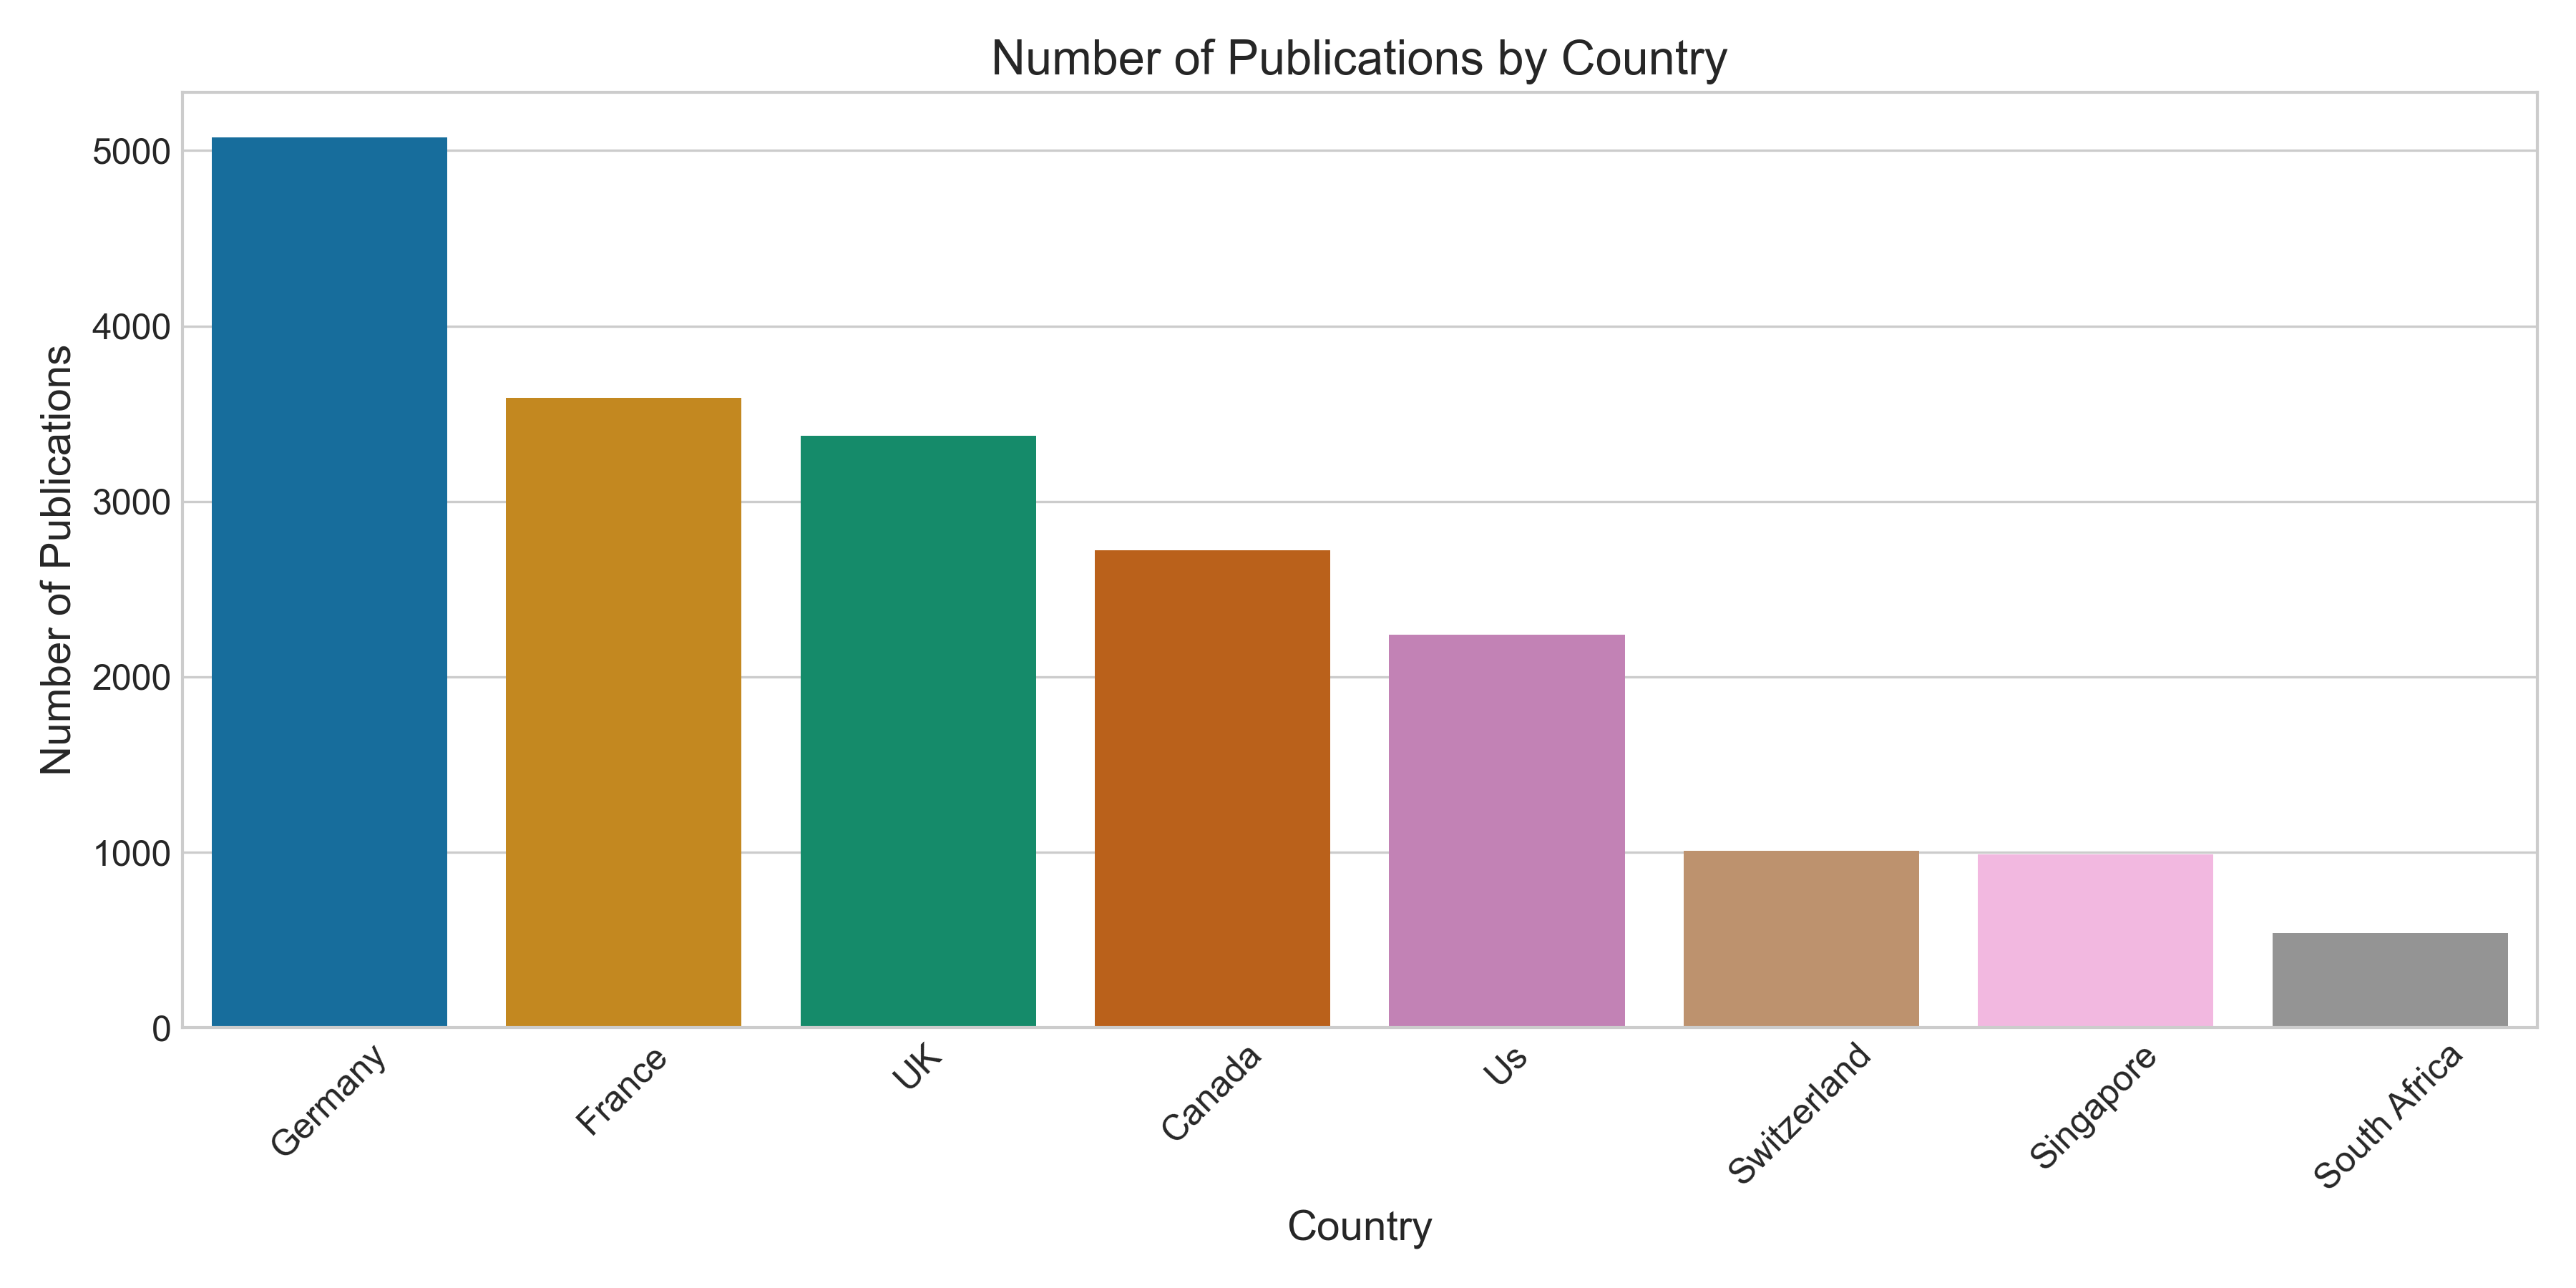 Number of Publications by Country
Number of Publications
5000
4000
3000
2000
1000
0
Germany
France
UK
Canada
Us
Switzerland
Singapore
South Africa
Country